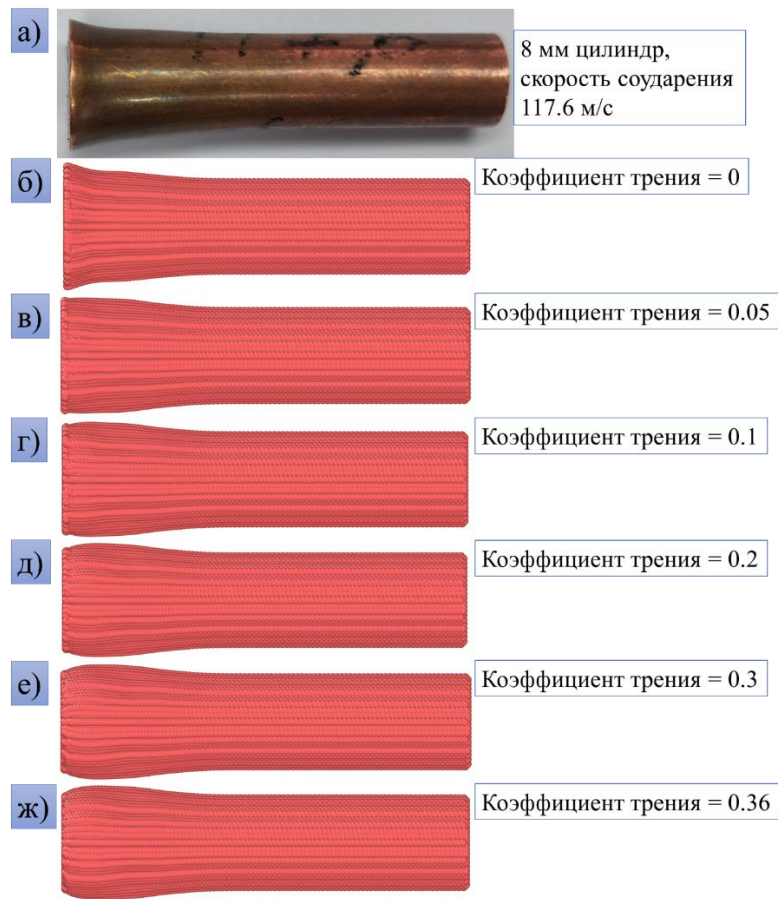 а)
8 мм цилиндр,
скорость соударения
117.6 м/с
б)
Коэффициент трения = 0
в)
Коэффициент трения = 0.05
г)
Коэффициент трения = 0.1
д)
Коэффициент трения = 0.2
е)
Коэффициент трения = 0.3
ж)
Коэффициент трения = 0.36